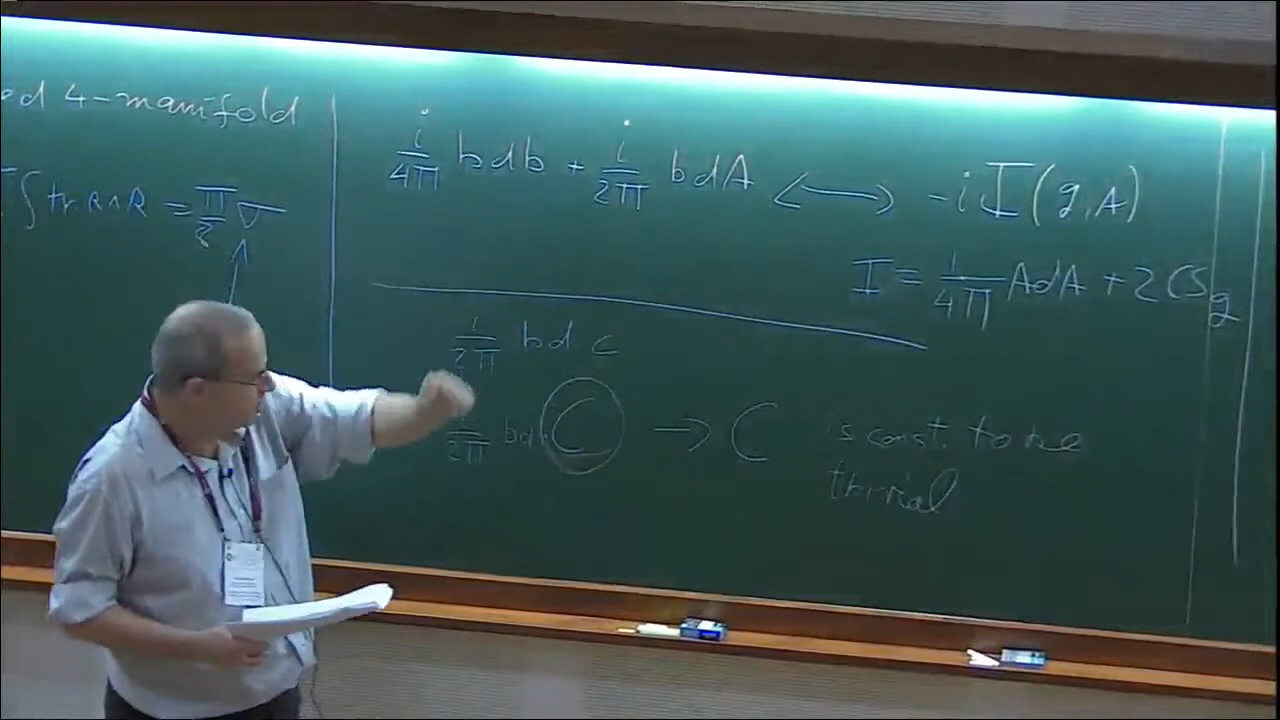 ed 4-manifold
∫ tr R∧R = π/2 ∇
i/4π bdb + i/2π bdA ⟷ -i I(g,A)
I = 1/4π AdA + 2CS_g
i/2π bdc
i/2π bd C → C is const. to be
trivial